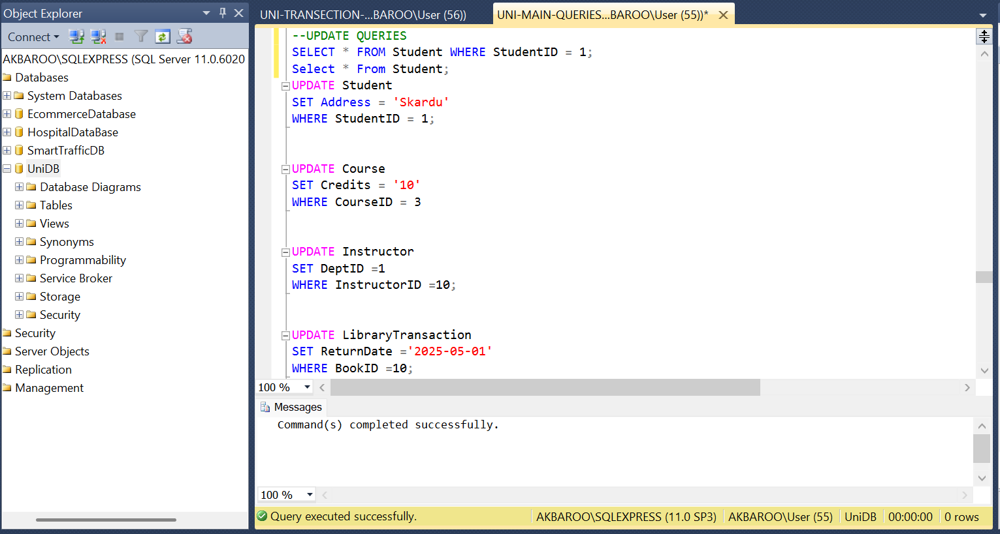 Object Explorer
Connect
AKBAROO\SQLEXPRESS (SQL Server 11.0.6020
Databases
System Databases
EcommerceDatabase
HospitalDataBase
SmartTrafficDB
UniDB
Database Diagrams
Tables
Views
Synonyms
Programmability
Service Broker
Storage
Security
Security
Server Objects
Replication
Management
UNI-TRANSECTION-...BAROO\User (56))
UNI-MAIN-QUERIES...BAROO\User (55))*
--UPDATE QUERIES
SELECT * FROM Student WHERE StudentID = 1;
Select * From Student;
UPDATE Student
SET Address = 'Skardu'
WHERE StudentID = 1;
UPDATE Course
SET Credits = '10'
WHERE CourseID = 3
UPDATE Instructor
SET DeptID =1
WHERE InstructorID =10;
UPDATE LibraryTransaction
SET ReturnDate ='2025-05-01'
WHERE BookID =10;
100 %
Messages
Command(s) completed successfully.
100 %
Query executed successfully.
AKBAROO\SQLEXPRESS (11.0 SP3)
AKBAROO\User (55)
UniDB
00:00:00
0 rows